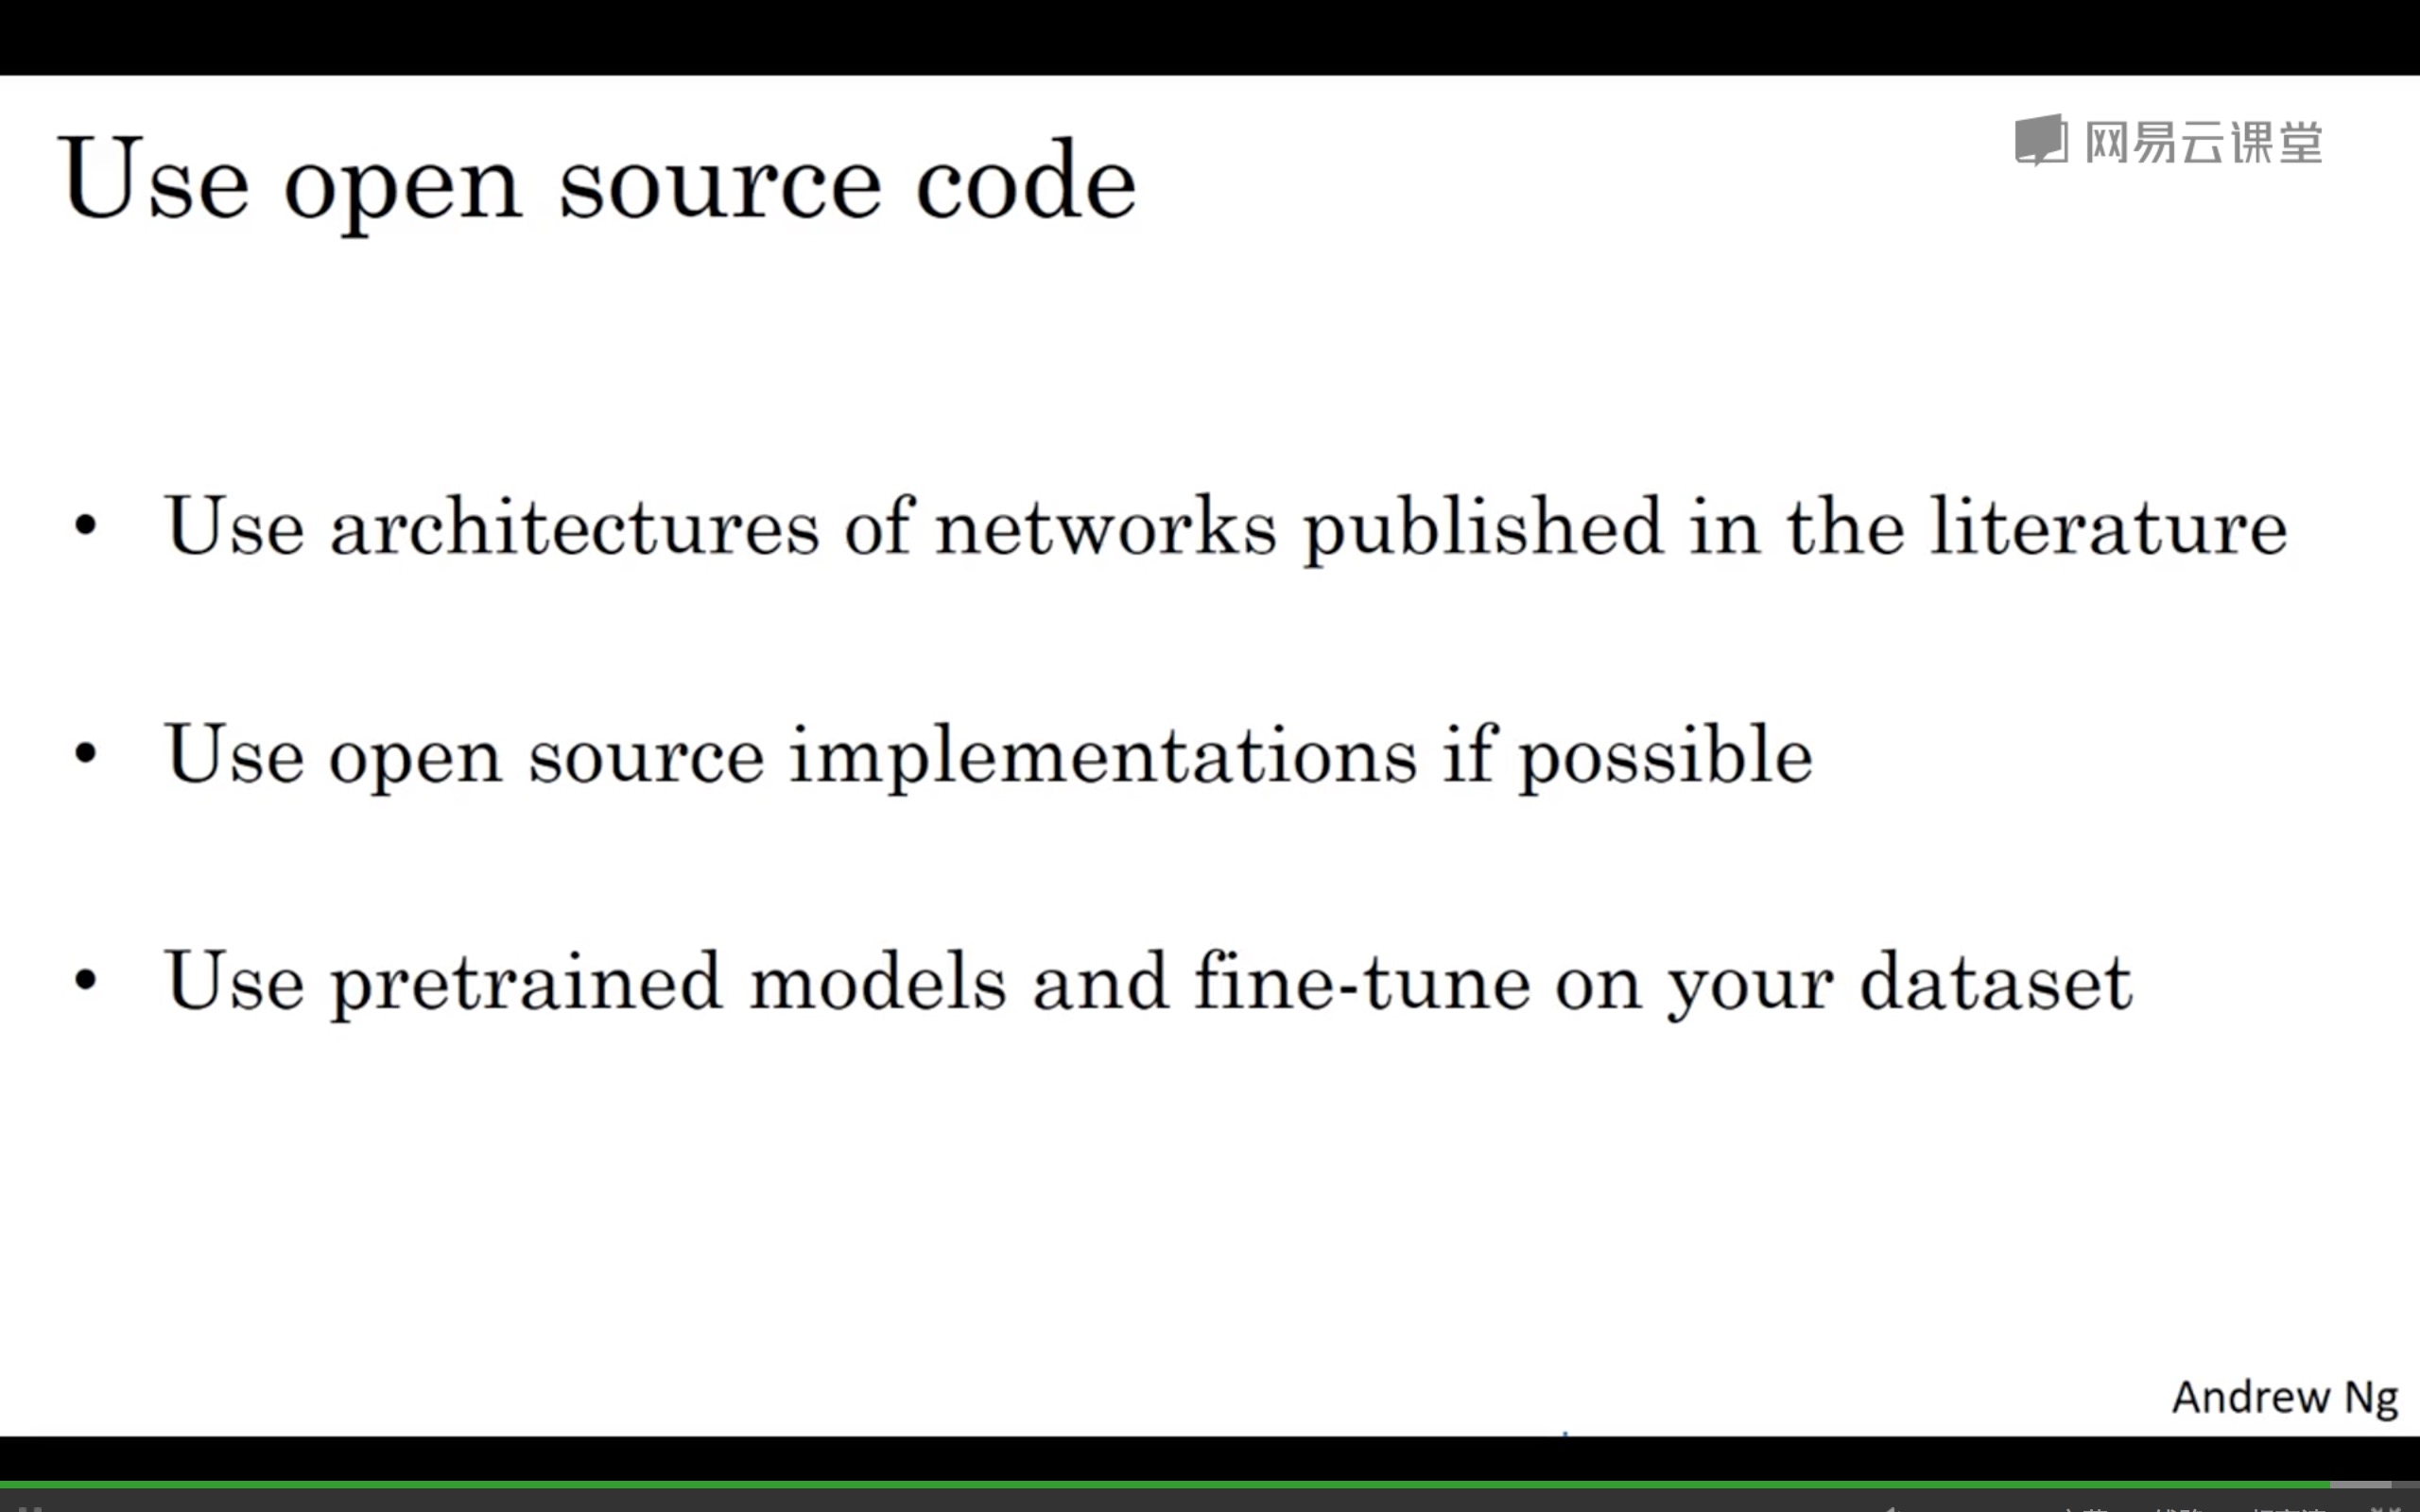 Use open source code
网易云课堂
• Use architectures of networks published in the literature
• Use open source implementations if possible
• Use pretrained models and fine-tune on your dataset
Andrew Ng